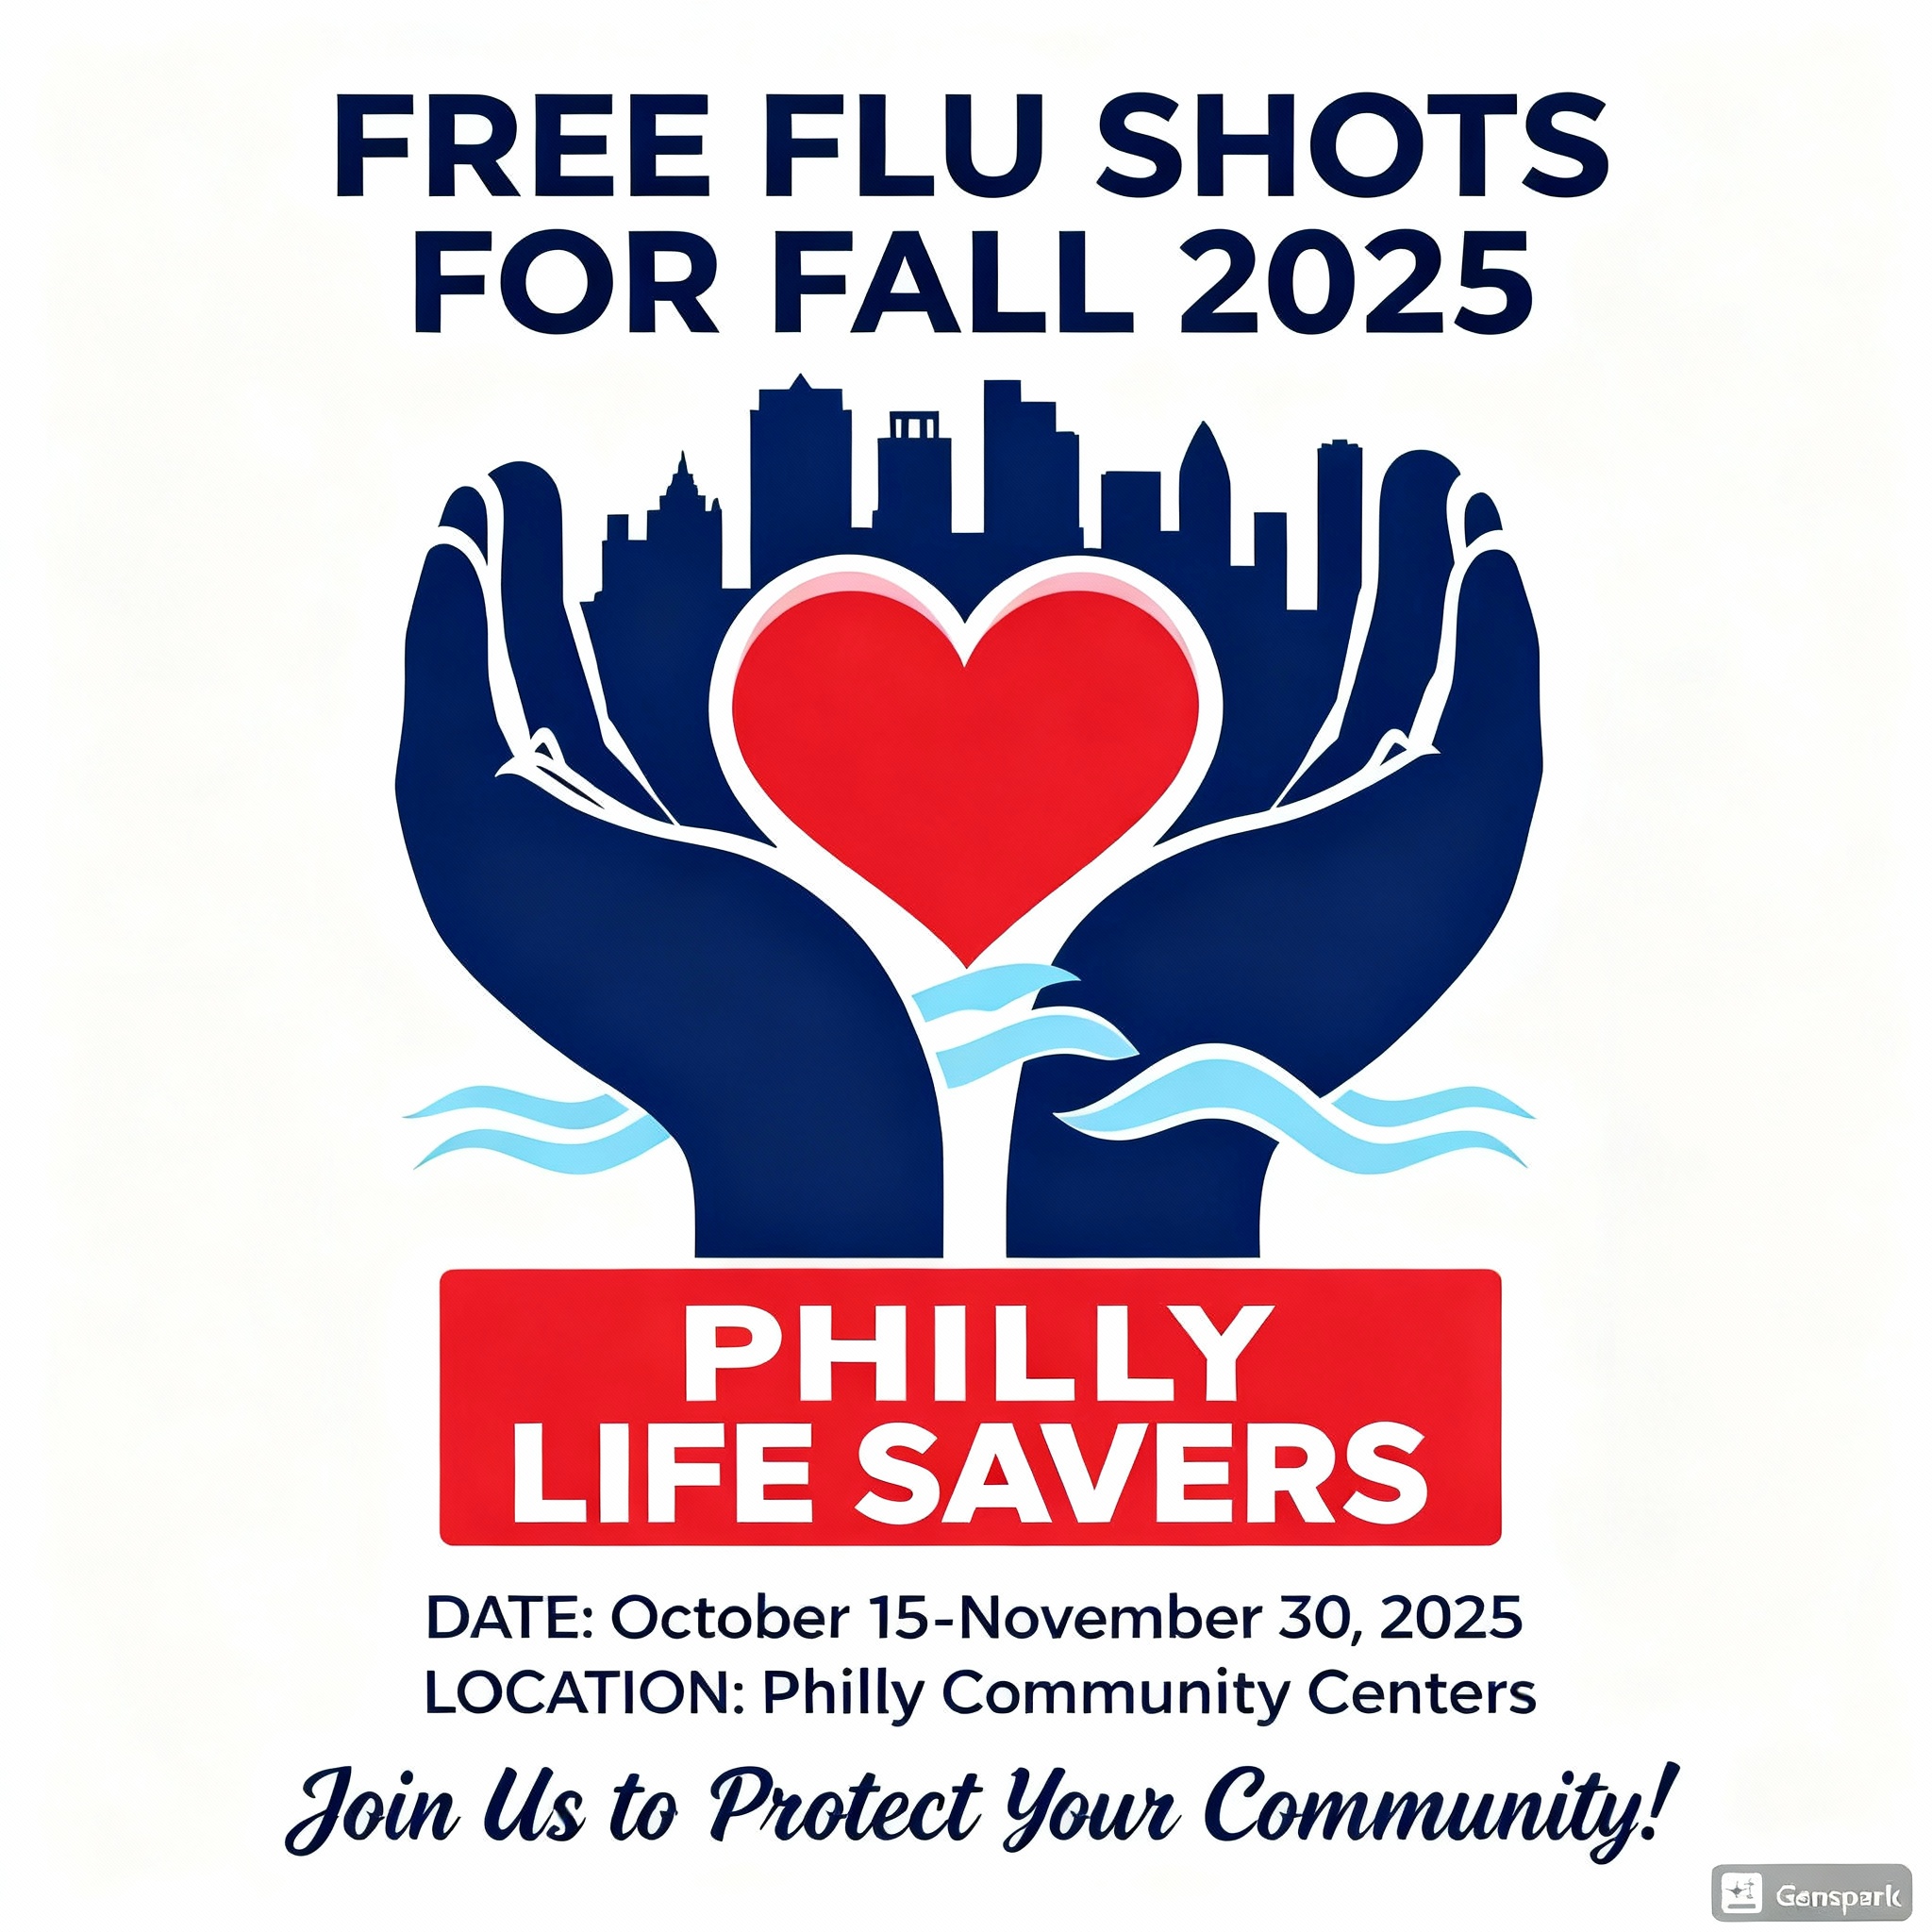 FREE FLU SHOTS
FOR FALL 2025
PHILLY
LIFE SAVERS
DATE: October 15-November 30, 2025
LOCATION: Philly Community Centers
Join Us to Protect Your Community!
Genspark